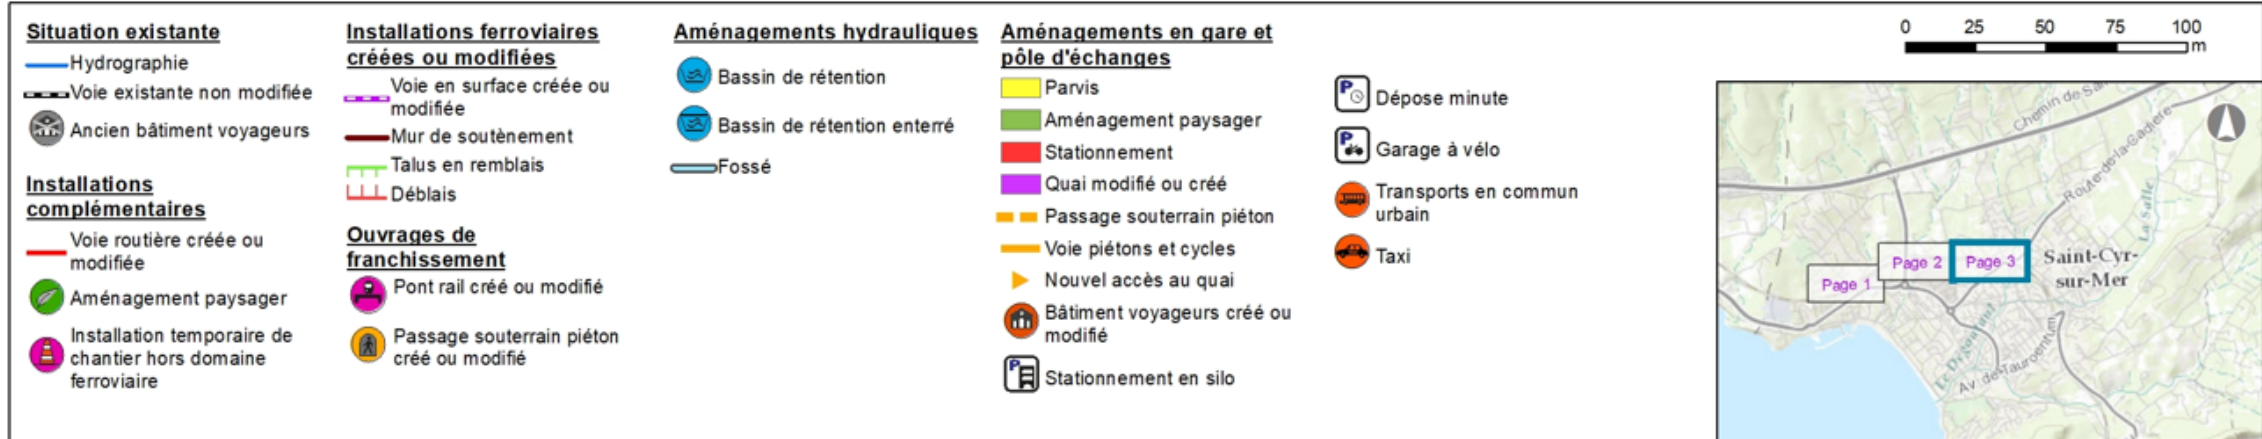 Situation existante
Hydrographie
Voie existante non modifiée
Ancien bâtiment voyageurs
Installations
complémentaires
Voie routière créée ou
modifiée
Aménagement paysager
Installation temporaire de
chantier hors domaine
ferroviaire
Installations ferroviaires
créées ou modifiées
Voie en surface créée ou
modifiée
Mur de soutènement
Talus en remblais
Déblais
Ouvrages de
franchissement
Pont rail créé ou modifié
Passage souterrain piéton
créé ou modifié
Aménagements hydrauliques
Bassin de rétention
Bassin de rétention enterré
Fossé
Aménagements en gare et
pôle d'échanges
Parvis
Aménagement paysager
Stationnement
Quai modifié ou créé
Passage souterrain piéton
Voie piétons et cycles
Nouvel accès au quai
Bâtiment voyageurs créé ou
modifié
P
Stationnement en silo
P
Dépose minute
P
Garage à vélo
Transports en commun
urbain
Taxi
0 25 50 75 100
m
Chemin de Sa
Route-de-la-Cadière
La Salle
Page 1
Page 2
Page 3
Saint-Cyr-
sur-Mer
Le Dégoutant
Av. de-Tauroentum